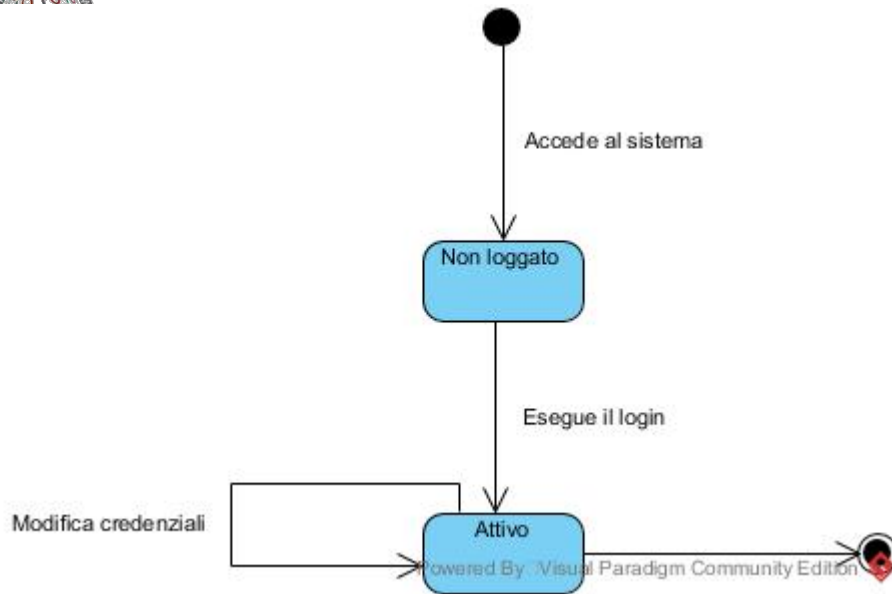 Accede al sistema
Non loggato
Esegue il login
Modifica credenziali
Attivo
Powered By Visual Paradigm Community Edition